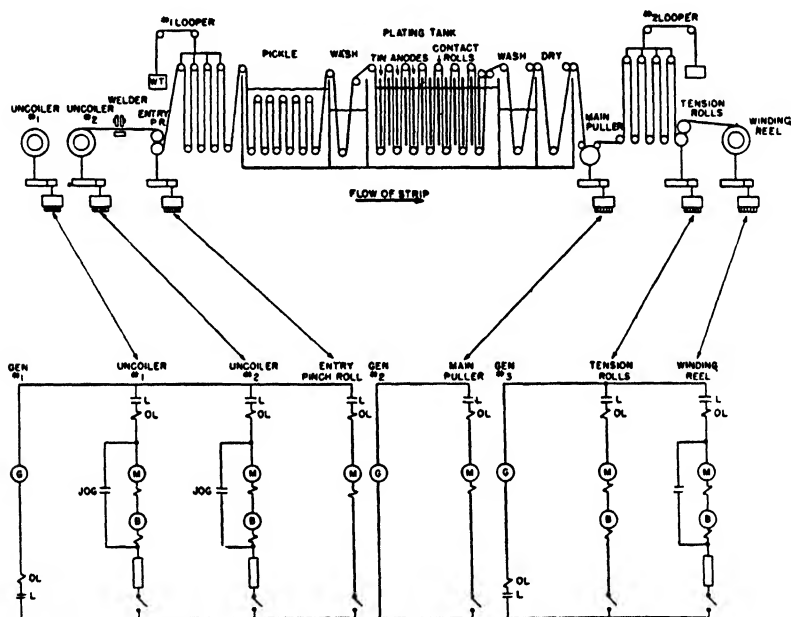 #1 LOOPER
PICKLE
WASH
PLATING TANK
TIN ANODES
CONTACT ROLLS
WASH
DRY
#2 LOOPER
WT
UNCOILER #1
UNCOILER #2
WELDER
ENTRY P.R.
MAIN PULLER
TENSION ROLLS
WINDING REEL
FLOW OF STRIP
GEN #1
UNCOILER #1
UNCOILER #2
ENTRY PINCH ROLL
GEN #2
MAIN PULLER
GEN #3
TENSION ROLLS
WINDING REEL
L
OL
L
OL
L
OL
L
OL
L
OL
L
OL
G
JOG
M
JOG
M
M
G
M
G
M
M
B
B
B
B
OL
L
OL
L